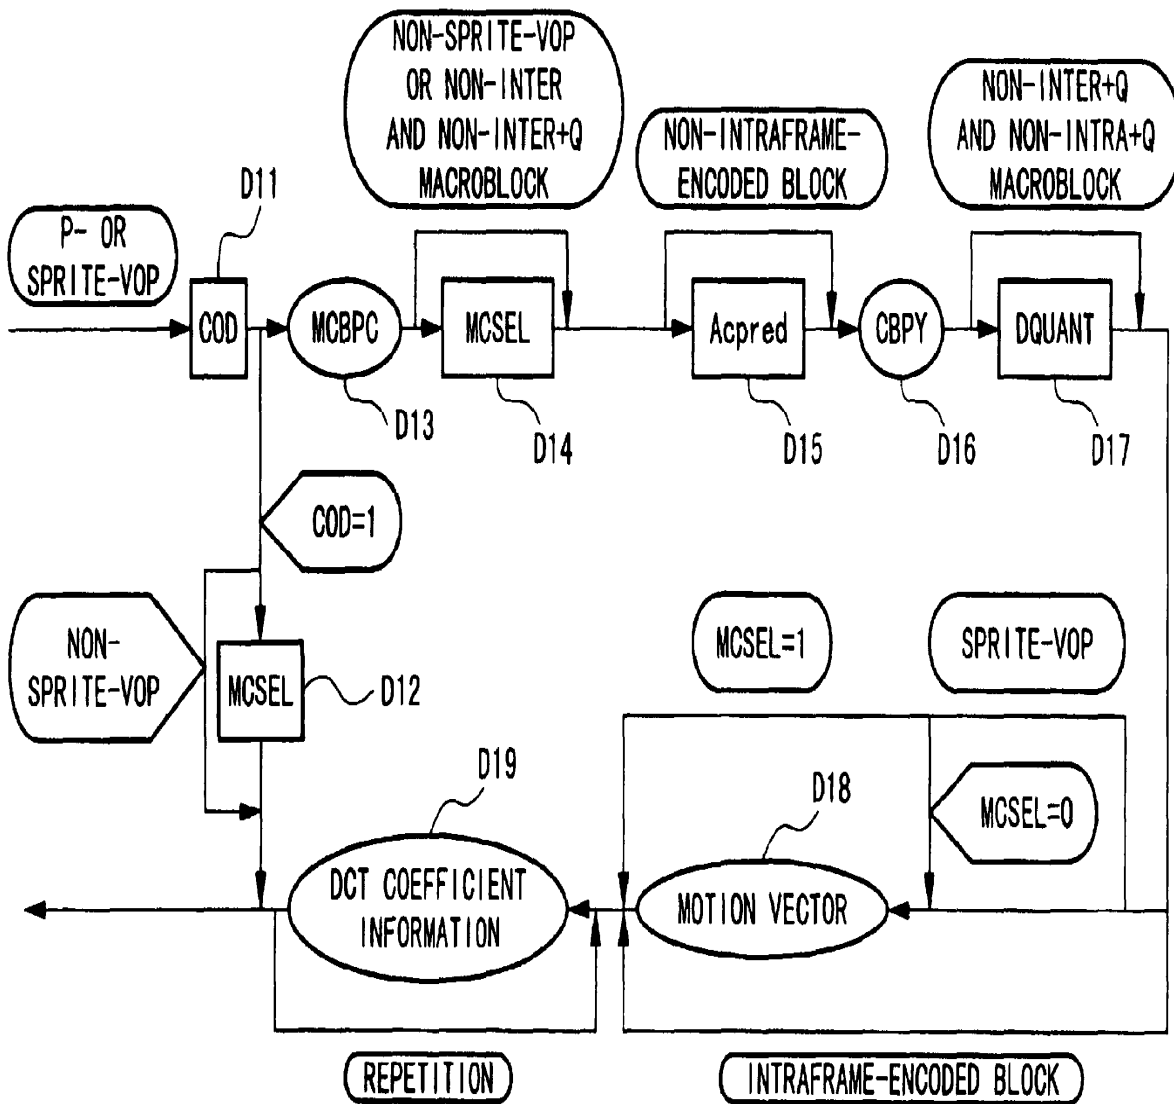 NON-SPRITE-VOP
OR NON-INTER
AND NON-INTER+Q
MACROBLOCK
NON-INTRAFRAME-
ENCODED BLOCK
NON-INTER+Q
AND NON-INTRA+Q
MACROBLOCK
D11
P- OR
SPRITE-VOP
COD
MCBPC
MCSEL
Acpred
CBPY
DQUANT
D13
D14
D15
D16
D17
COD=1
NON-
SPRITE-VOP
MCSEL
D12
MCSEL=1
SPRITE-VOP
D19
D18
MCSEL=0
DCT COEFFICIENT
INFORMATION
MOTION VECTOR
REPETITION
INTRAFRAME-ENCODED BLOCK